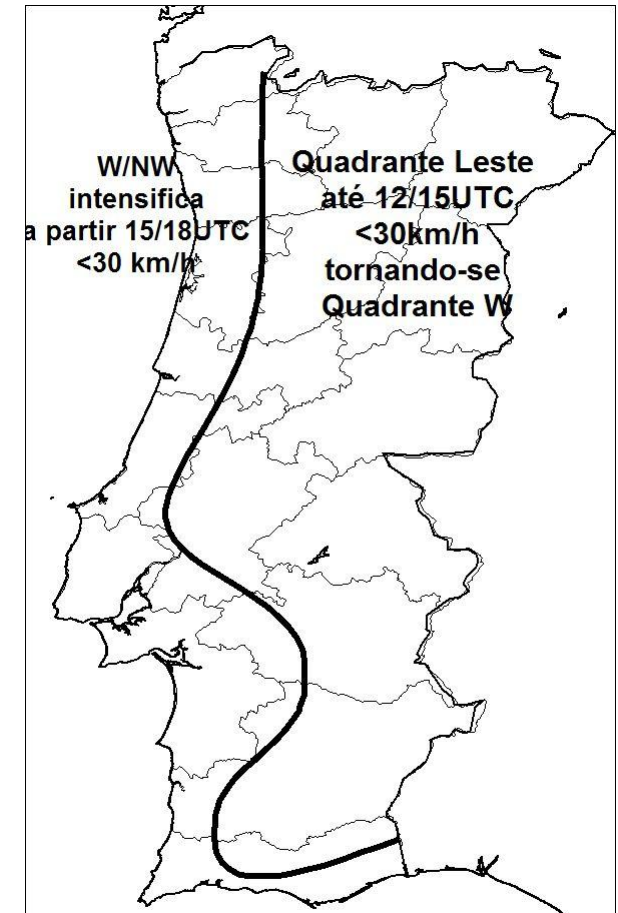 W/NW
intensifica
a partir 15/18UTC
<30 km/h
Quadrante Leste
até 12/15UTC
<30km/h
tornando-se
Quadrante W